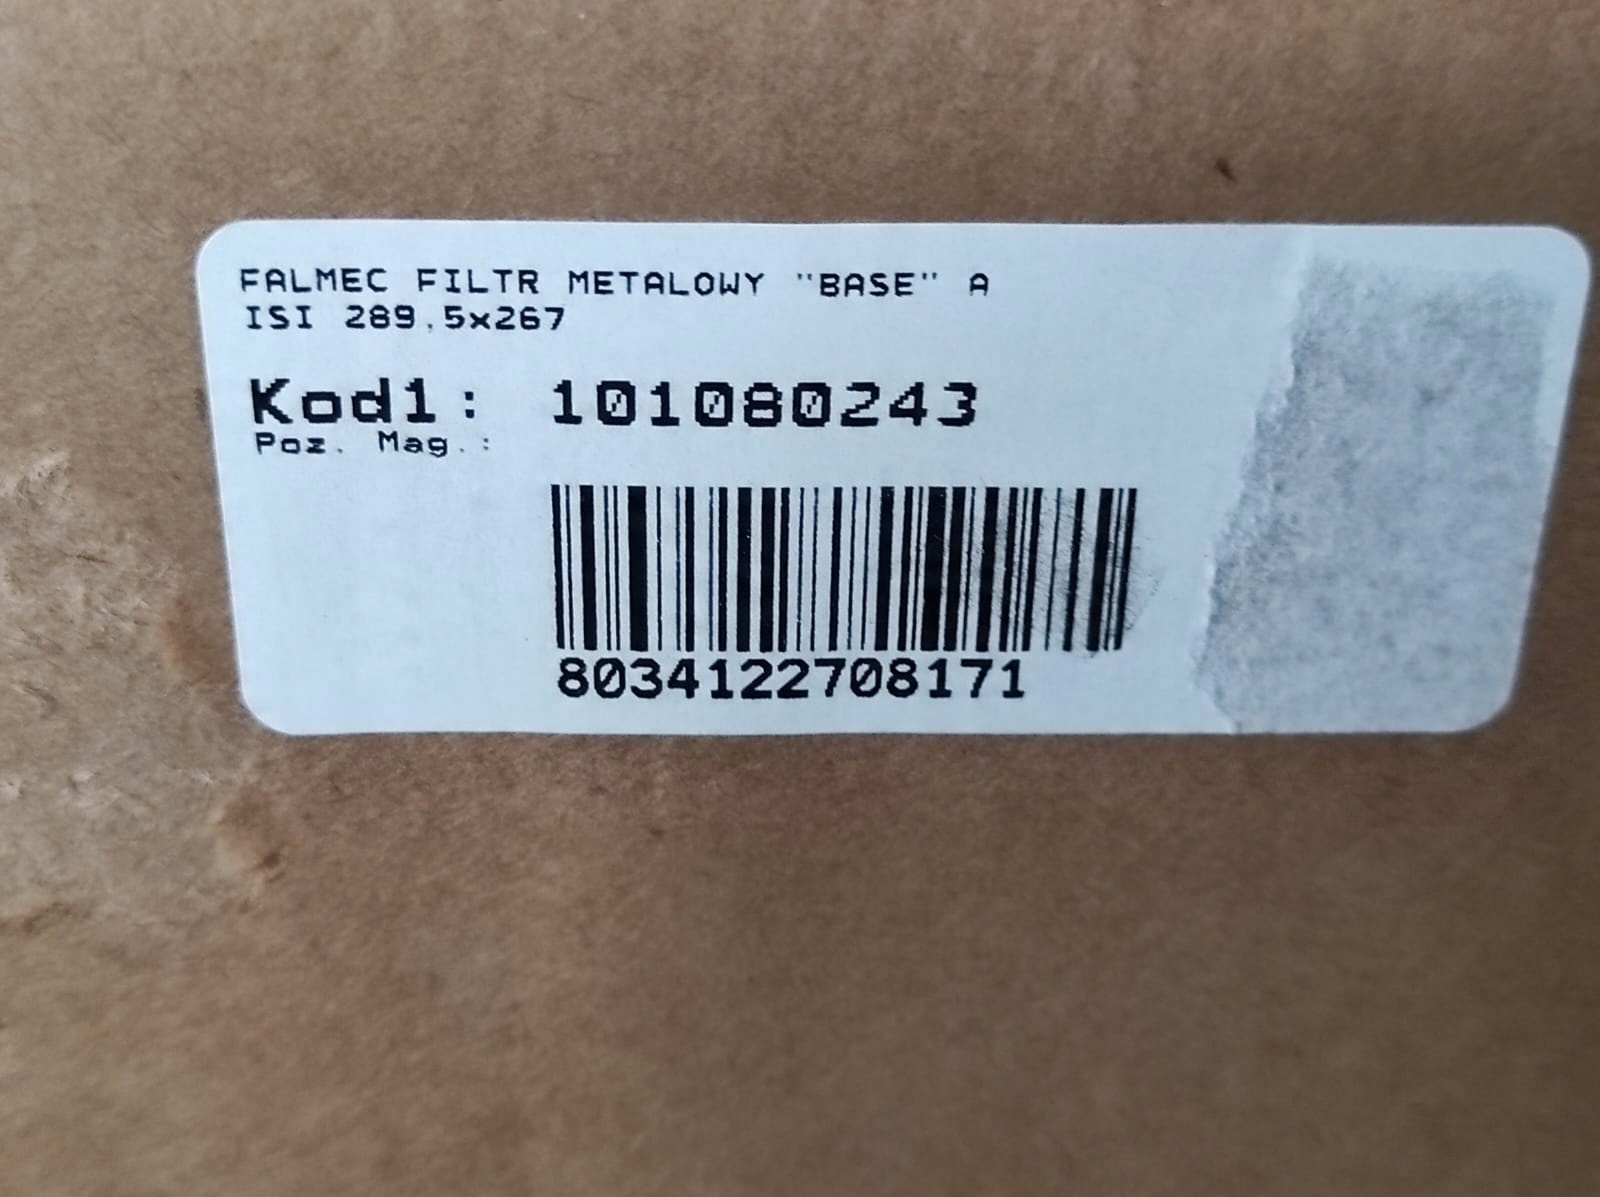 FALMEC FILTR METALOWY "BASE" A
ISI 289.5x267
Kod1: 101080243
Poz. Mag.:
8034122708171